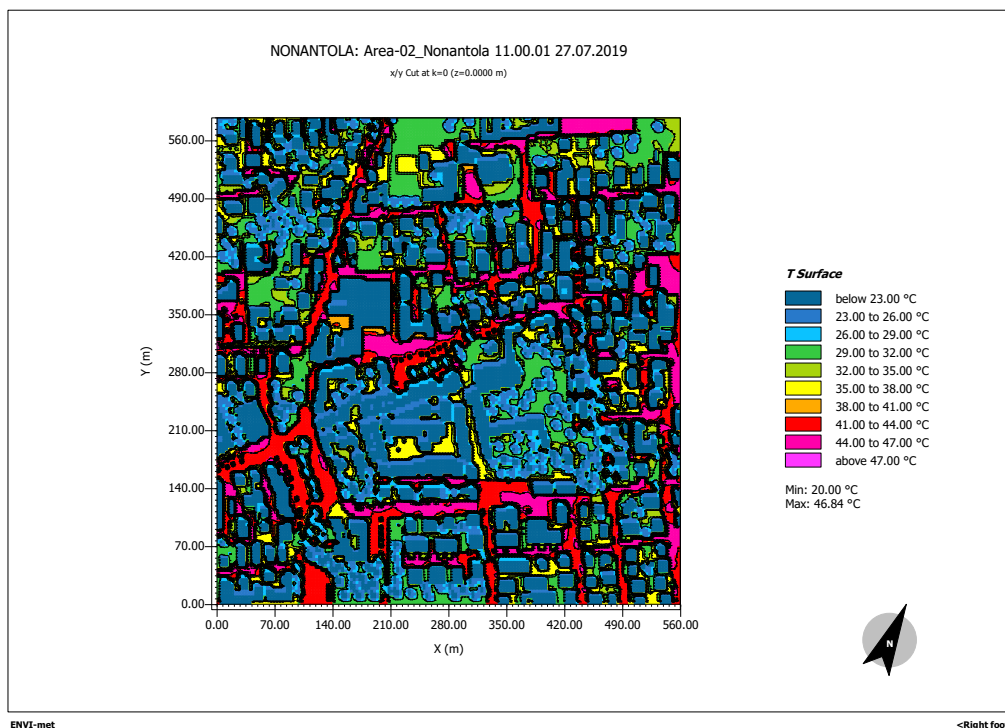 NONANTOLA: Area-02_Nonantola 11.00.01 27.07.2019
x/y Cut at k=0 (z=0.0000 m)
560.00
490.00
420.00
350.00
280.00
210.00
140.00
70.00
0.00
Y (m)
0.00 70.00 140.00 210.00 280.00 350.00 420.00 490.00 560.00
X (m)
T Surface
below 23.00 °C
23.00 to 26.00 °C
26.00 to 29.00 °C
29.00 to 32.00 °C
32.00 to 35.00 °C
35.00 to 38.00 °C
38.00 to 41.00 °C
41.00 to 44.00 °C
44.00 to 47.00 °C
above 47.00 °C
Min: 20.00 °C
Max: 46.84 °C
N
ENVI-met
<Right foo